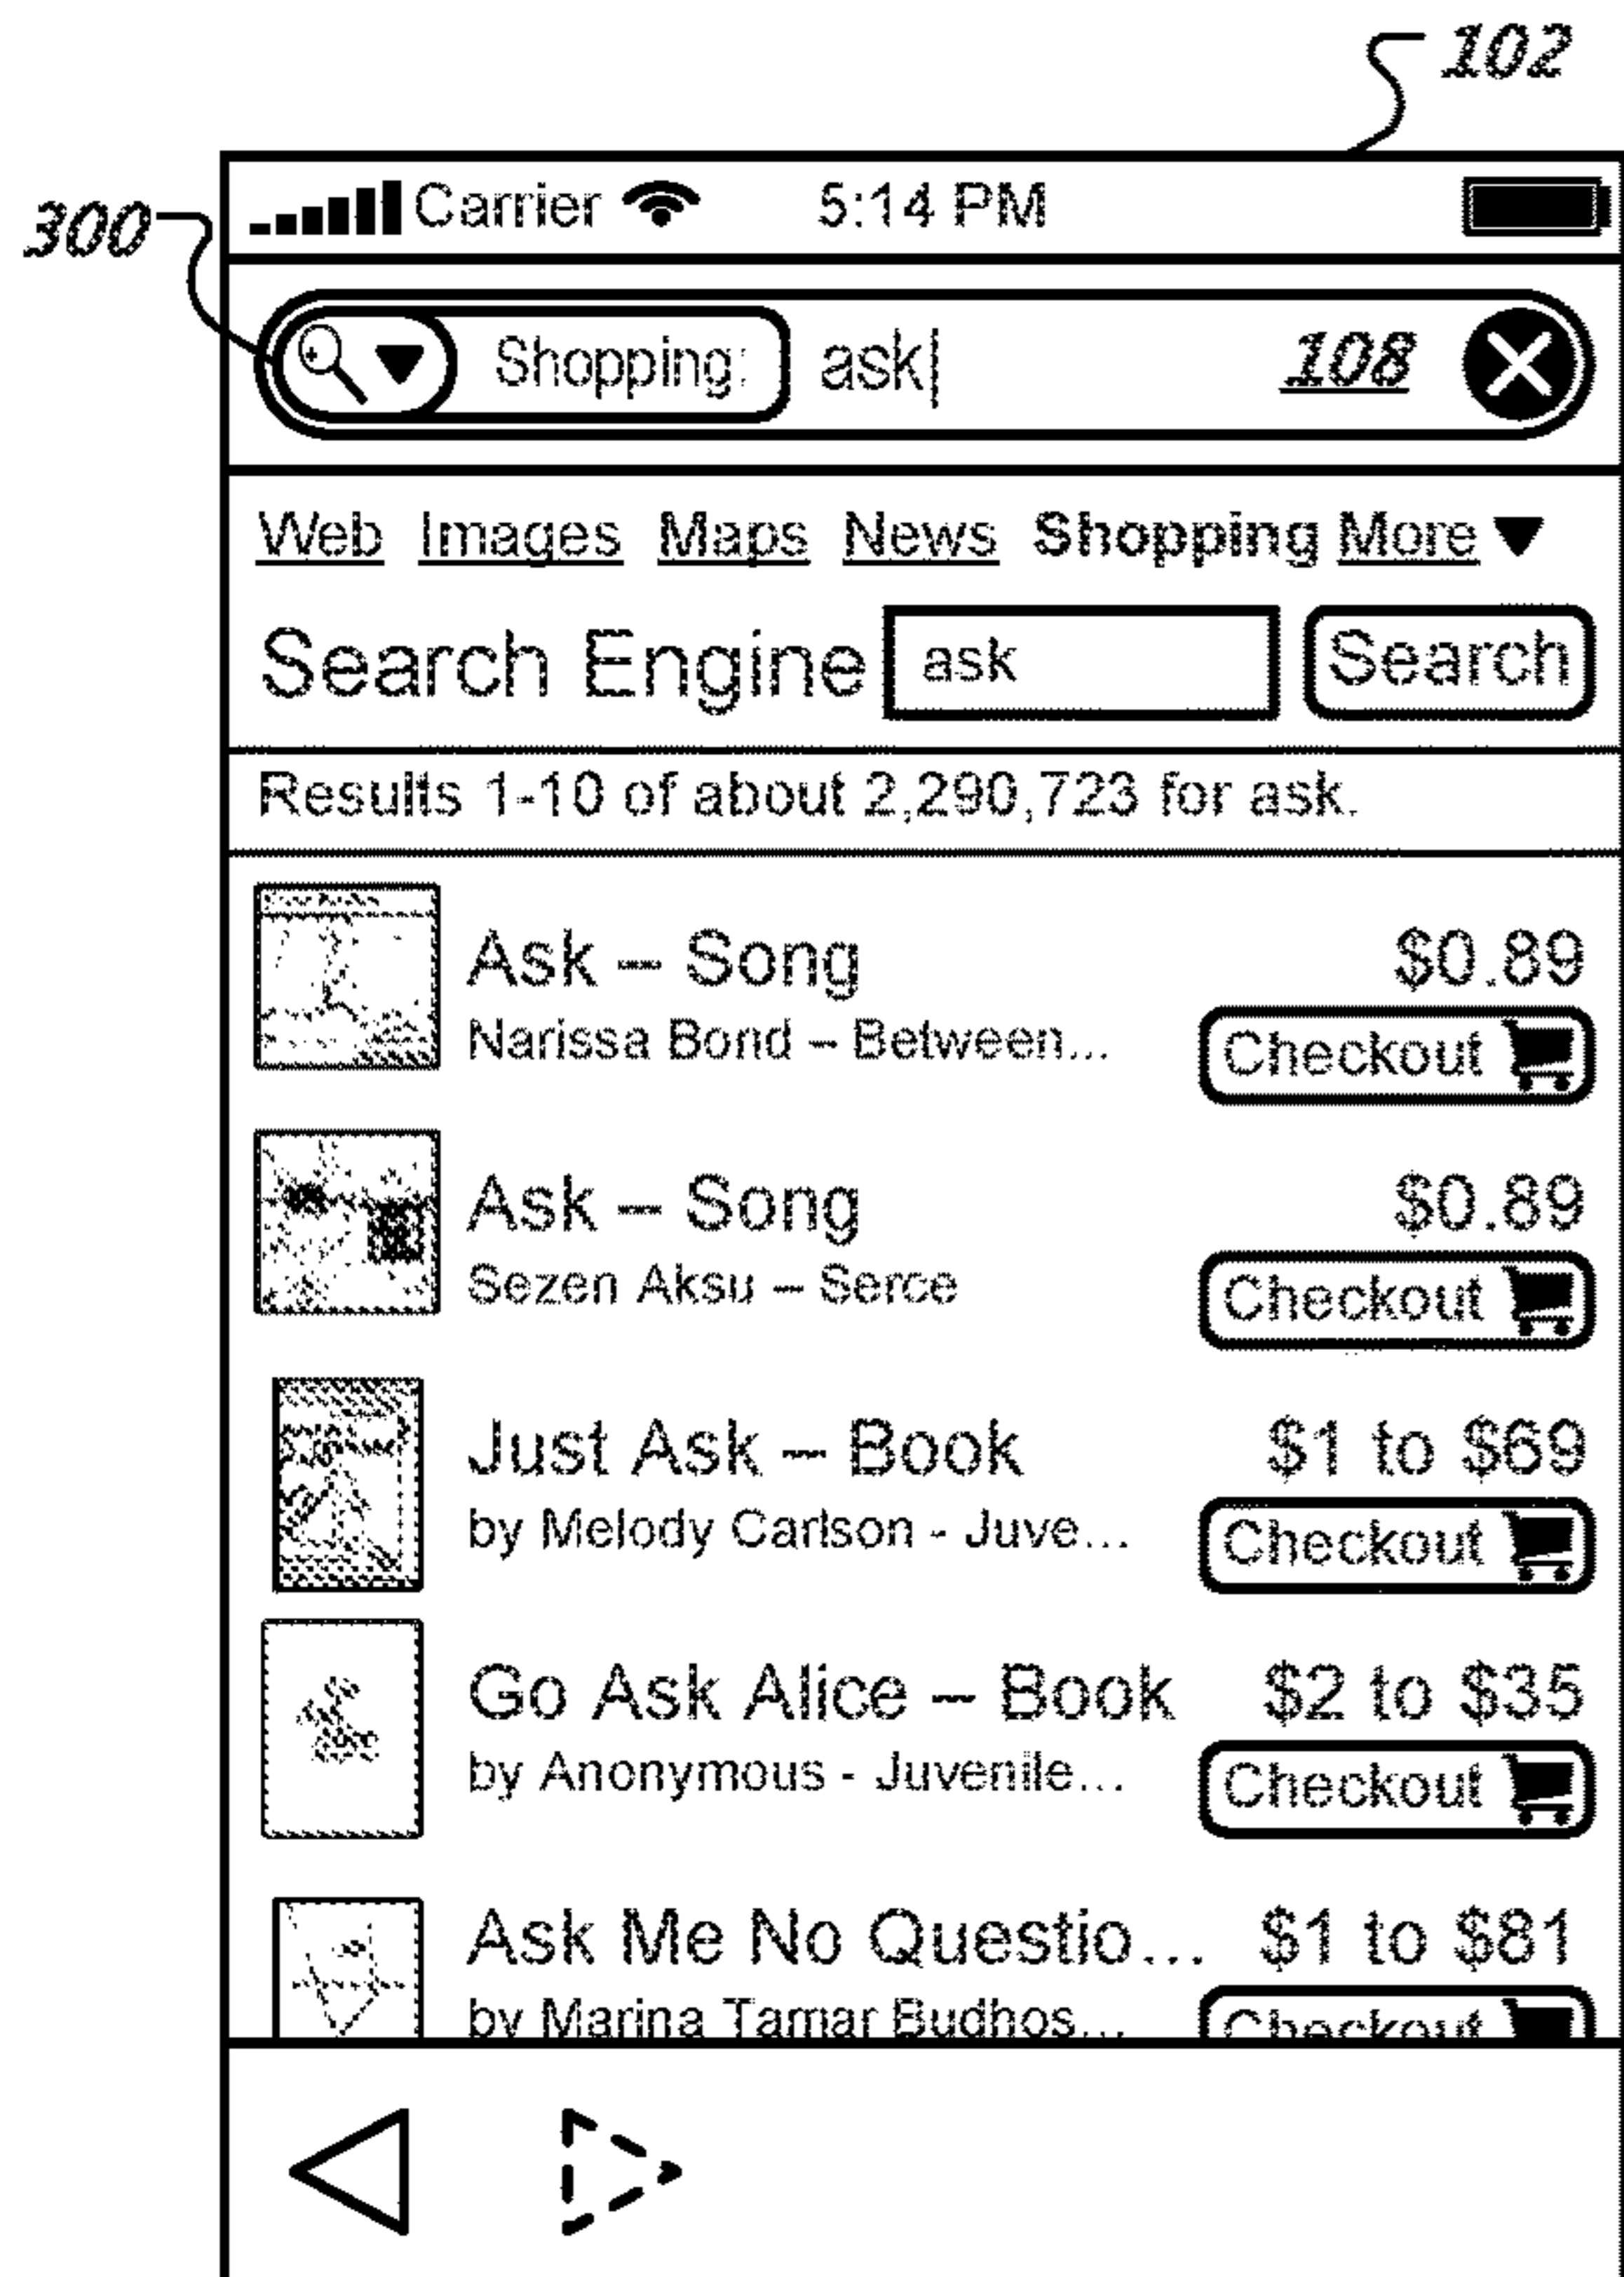 102
300
Carrier 5:14 PM
Shopping: ask 108
Web Images Maps News Shopping More
Search Engine ask Search
Results 1-10 of about 2,290,723 for ask.
Ask – Song $0.89
Narissa Bond – Between... Checkout
Ask – Song $0.89
Sezen Aksu – Serce Checkout
Just Ask – Book $1 to $69
by Melody Carlson - Juve... Checkout
Go Ask Alice – Book $2 to $35
by Anonymous - Juvenile... Checkout
Ask Me No Questio... $1 to $81
by Marina Tamar Budhos... Checkout